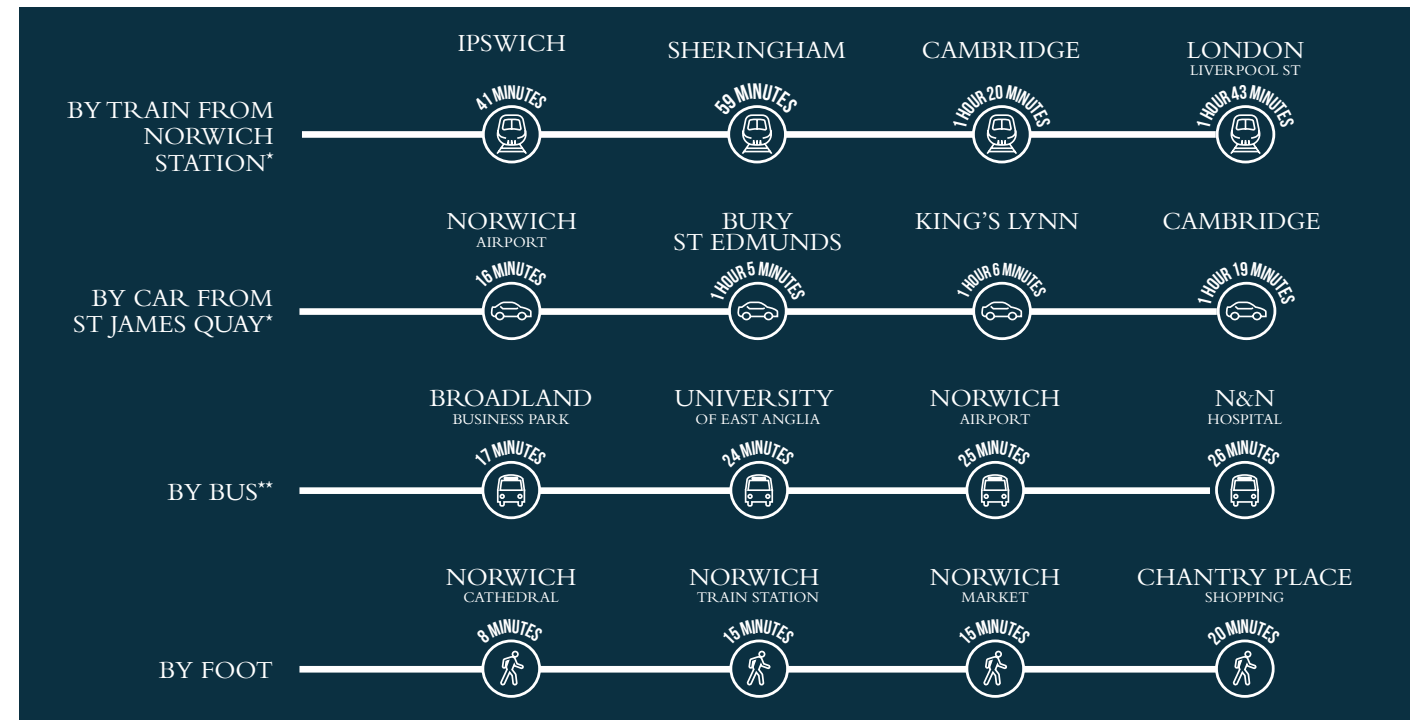 IPSWICH
SHERINGHAM
CAMBRIDGE
LONDON
LIVERPOOL ST
BY TRAIN FROM
NORWICH
STATION*
41 MINUTES
59 MINUTES
1 HOUR 20 MINUTES
1 HOUR 43 MINUTES
NORWICH
AIRPORT
BURY
ST EDMUNDS
KING'S LYNN
CAMBRIDGE
BY CAR FROM
ST JAMES QUAY*
16 MINUTES
1 HOUR 5 MINUTES
1 HOUR 6 MINUTES
1 HOUR 19 MINUTES
BROADLAND
BUSINESS PARK
UNIVERSITY
OF EAST ANGLIA
NORWICH
AIRPORT
N&N
HOSPITAL
BY BUS**
17 MINUTES
24 MINUTES
25 MINUTES
26 MINUTES
NORWICH
CATHEDRAL
NORWICH
TRAIN STATION
NORWICH
MARKET
CHANTRY PLACE
SHOPPING
BY FOOT
8 MINUTES
15 MINUTES
15 MINUTES
20 MINUTES